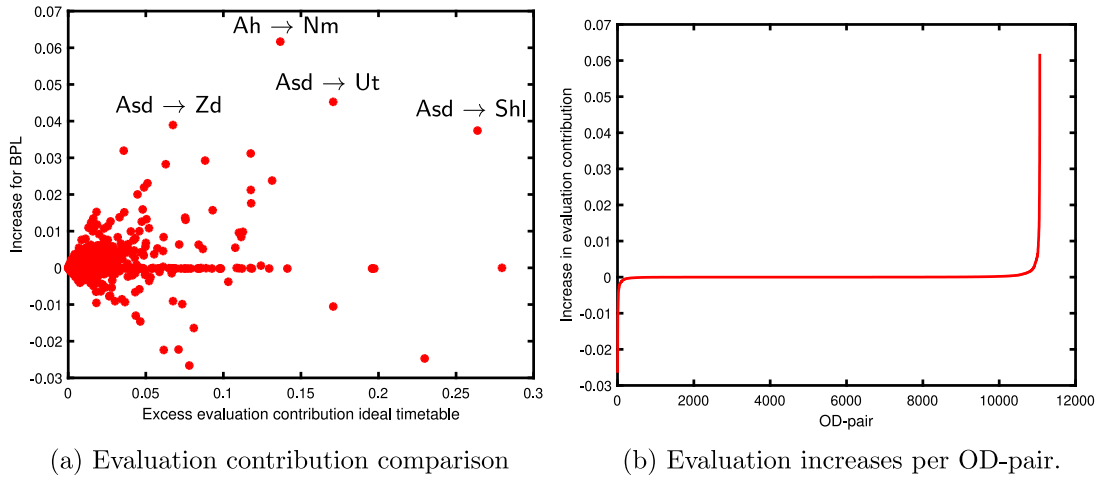 0.07
0.06
0.05
0.04
0.03
0.02
0.01
0
-0.01
-0.02
-0.03
Increase for BPL
Ah → Nm
Asd → Ut
Asd → Zd
Asd → Shl
0 0.05 0.1 0.15 0.2 0.25 0.3
Excess evaluation contribution ideal timetable
(a) Evaluation contribution comparison
0.07
0.06
0.05
0.04
0.03
0.02
0.01
0
-0.01
-0.02
-0.03
Increase in evaluation contribution
0 2000 4000 6000 8000 10000 12000
OD-pair
(b) Evaluation increases per OD-pair.